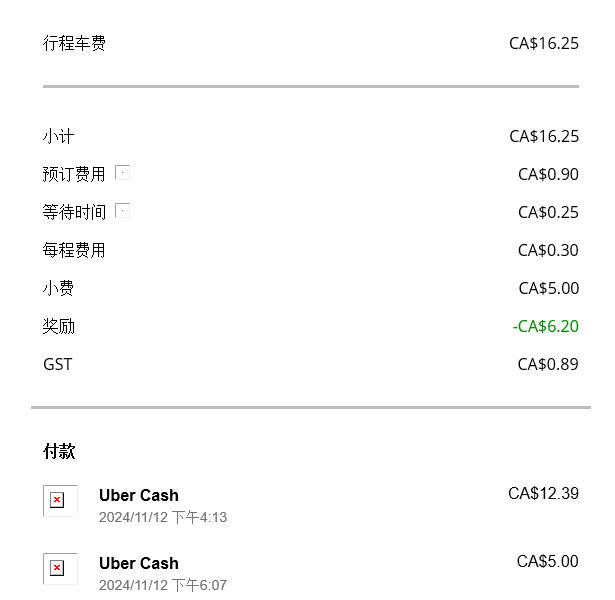 行程车费 CA$16.25
小计 CA$16.25
预订费用 CA$0.90
等待时间 CA$0.25
每程费用 CA$0.30
小费 CA$5.00
奖励 -CA$6.20
GST CA$0.89
付款
Uber Cash CA$12.39
2024/11/12 下午4:13
Uber Cash CA$5.00
2024/11/12 下午6:07